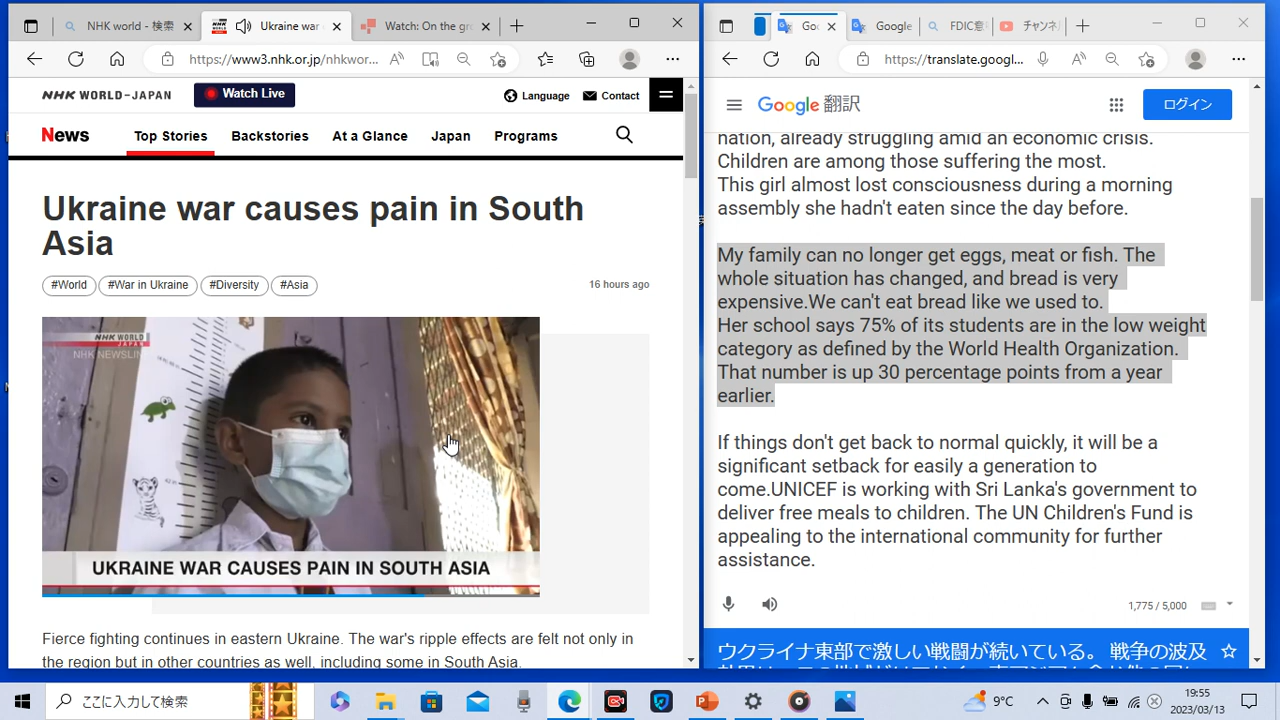 NHK world - 検索
Ukraine war
Watch: On the gr
https://www3.nhk.or.jp/nhkwor...
NHK WORLD-JAPAN
Watch Live
Language
Contact
News
Top Stories
Backstories
At a Glance
Japan
Programs
Ukraine war causes pain in South
Asia
#World
#War in Ukraine
#Diversity
#Asia
16 hours ago
NHK WORLD
JAPAN
NHK NEWSLIN
UKRAINE WAR CAUSES PAIN IN SOUTH ASIA
Fierce fighting continues in eastern Ukraine. The war's ripple effects are felt not only in
the region but in other countries as well, including some in South Asia.
Goo
Google
FDIC意
チャンネ
https://translate.googl...
Google 翻訳
ログイン
nation, already struggling amid an economic crisis.
Children are among those suffering the most.
This girl almost lost consciousness during a morning
assembly she hadn't eaten since the day before.
My family can no longer get eggs, meat or fish. The
whole situation has changed, and bread is very
expensive.We can't eat bread like we used to.
Her school says 75% of its students are in the low weight
category as defined by the World Health Organization.
That number is up 30 percentage points from a year
earlier.
If things don't get back to normal quickly, it will be a
significant setback for easily a generation to
come.UNICEF is working with Sri Lanka's government to
deliver free meals to children. The UN Children's Fund is
appealing to the international community for further
assistance.
1,775 / 5,000
ウクライナ東部で激しい戦闘が続いている。 戦争の波及
ここに入力して検索
9°C
19:55
2023/03/13